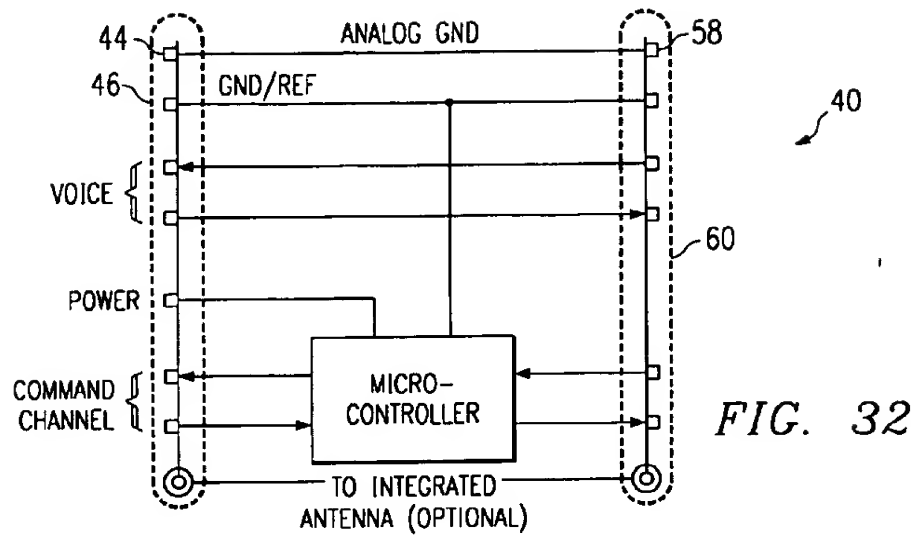 44
ANALOG GND
58
46
GND/REF
40
VOICE
60
POWER
COMMAND
CHANNEL
MICRO-
CONTROLLER
FIG. 32
TO INTEGRATED
ANTENNA (OPTIONAL)